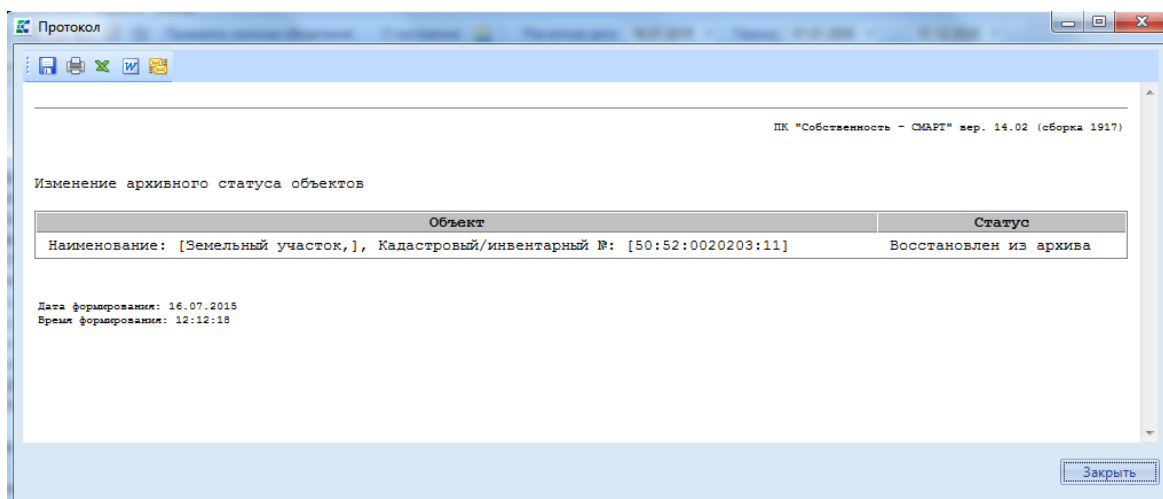 Протокол
ПК "Собственность - СМАРТ" вер. 14.02 (сборка 1917)
Изменение архивного статуса объектов
Объект Статус
Наименование: [Земельный участок,], Кадастровый/инвентарный №: [50:52:0020203:11] Восстановлен из архива
Дата формирования: 16.07.2015
Время формирования: 12:12:18
Закрыть